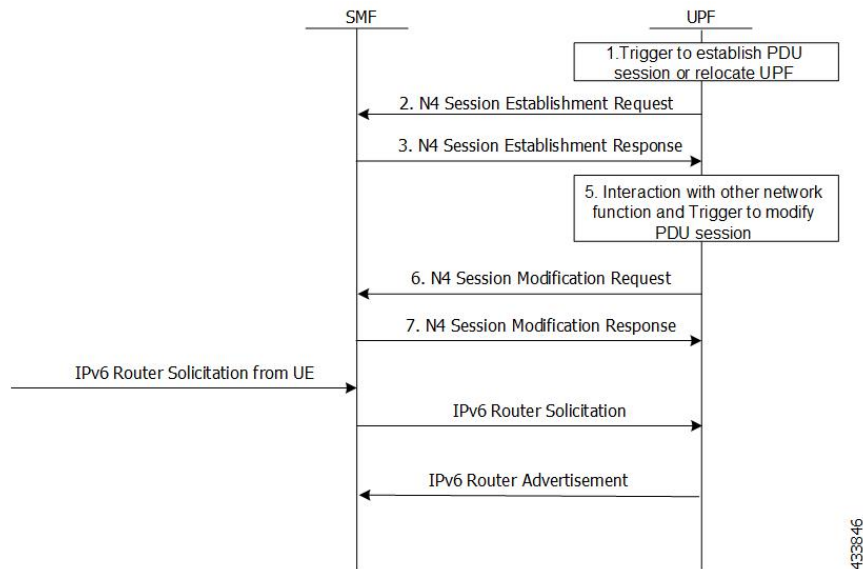 SMF
UPF
1.Trigger to establish PDU
session or relocate UPF
2. N4 Session Establishment Request
3. N4 Session Establishment Response
5. Interaction with other network
function and Trigger to modify
PDU session
6. N4 Session Modification Request
7. N4 Session Modification Response
IPv6 Router Solicitation from UE
IPv6 Router Solicitation
IPv6 Router Advertisement
433846